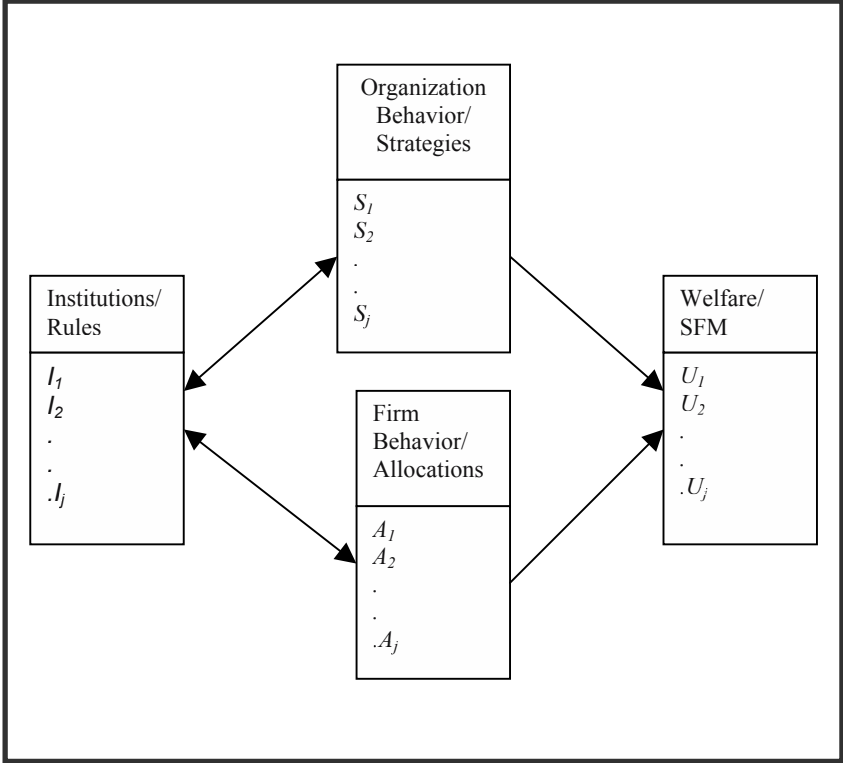 Organization
Behavior/
Strategies
S1
S2
.
.
Sj
Institutions/
Rules
I1
I2
.
.
.Ij
Firm
Behavior/
Allocations
A1
A2
.
.
.Aj
Welfare/
SFM
U1
U2
.
.
.Uj